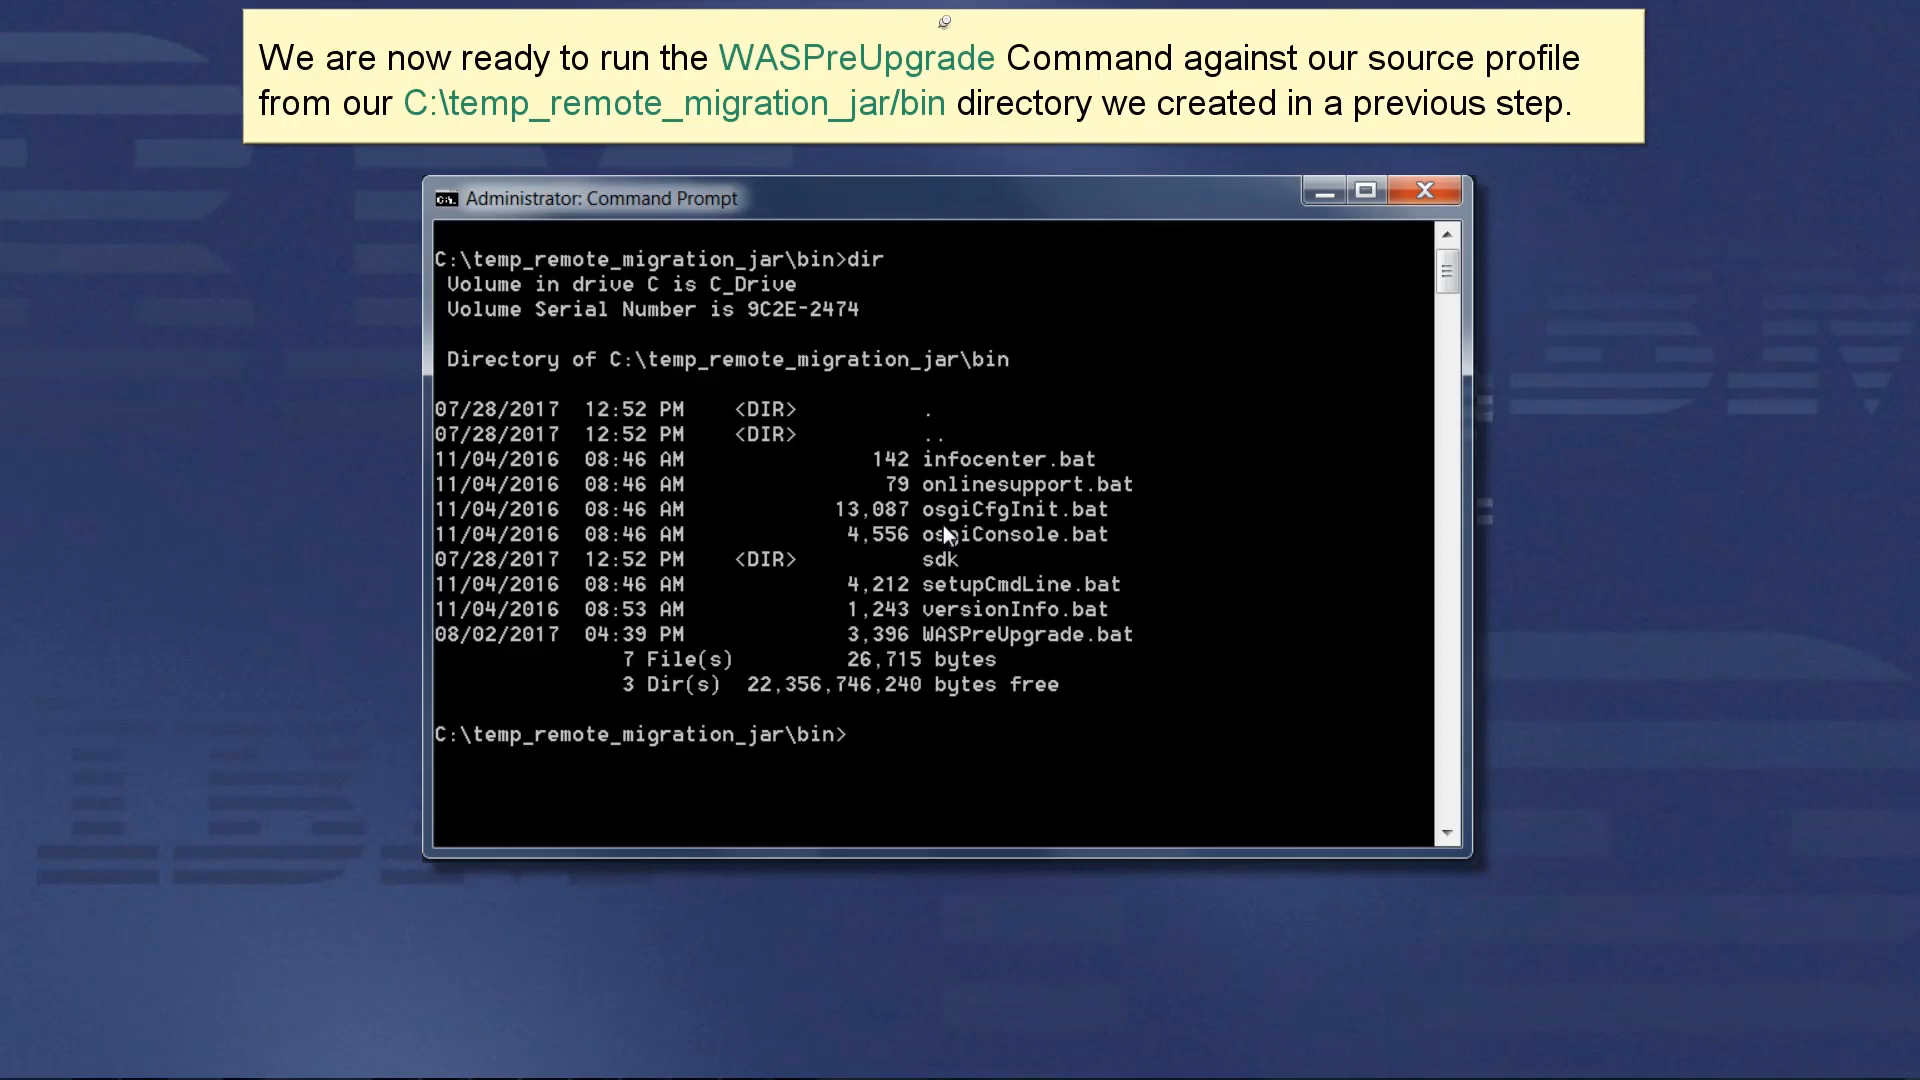 We are now ready to run the WASPreUpgrade Command against our source profile
from our C:\temp_remote_migration_jar/bin directory we created in a previous step.
Administrator: Command Prompt
C:\temp_remote_migration_jar\bin>dir
Volume in drive C is C_Drive
Volume Serial Number is 9C2E-2474
Directory of C:\temp_remote_migration_jar\bin
07/28/2017  12:52 PM    <DIR>          .
07/28/2017  12:52 PM    <DIR>          ..
11/04/2016  08:46 AM               142 infocenter.bat
11/04/2016  08:46 AM                79 onlinesupport.bat
11/04/2016  08:46 AM            13,087 osgiCfgInit.bat
11/04/2016  08:46 AM             4,556 osgiConsole.bat
07/28/2017  12:52 PM    <DIR>          sdk
11/04/2016  08:46 AM             4,212 setupCmdLine.bat
11/04/2016  08:53 AM             1,243 versionInfo.bat
08/02/2017  04:39 PM             3,396 WASPreUpgrade.bat
7 File(s)         26,715 bytes
3 Dir(s)  22,356,746,240 bytes free
C:\temp_remote_migration_jar\bin>